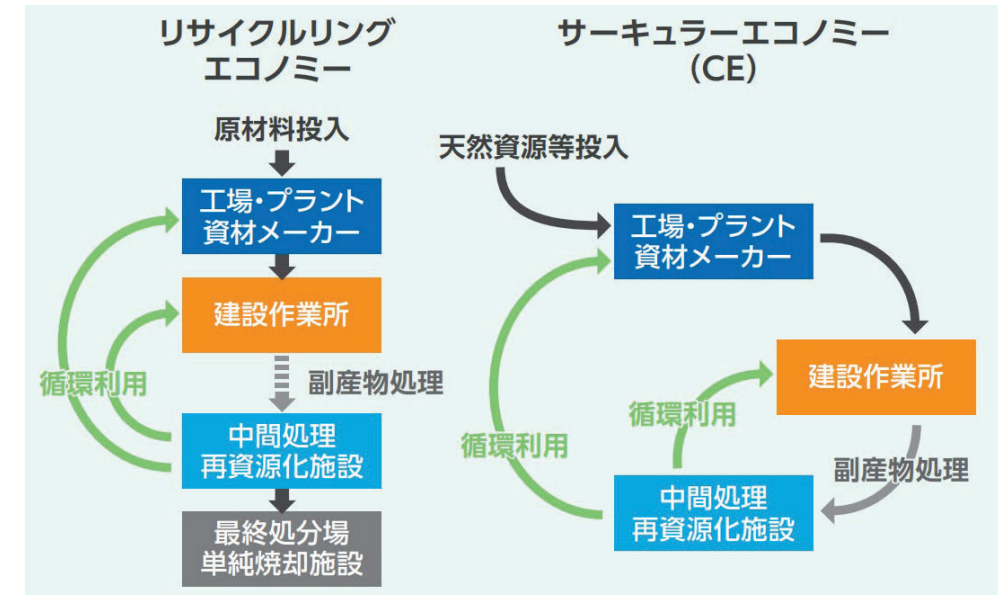 リサイクルリング
エコノミー
原材料投入
工場・プラント
資材メーカー
建設作業所
循環利用
副産物処理
中間処理
再資源化施設
最終処分場
単純焼却施設
サーキュラーエコノミー
(CE)
天然資源等投入
工場・プラント
資材メーカー
建設作業所
循環利用
循環利用
副産物処理
中間処理
再資源化施設